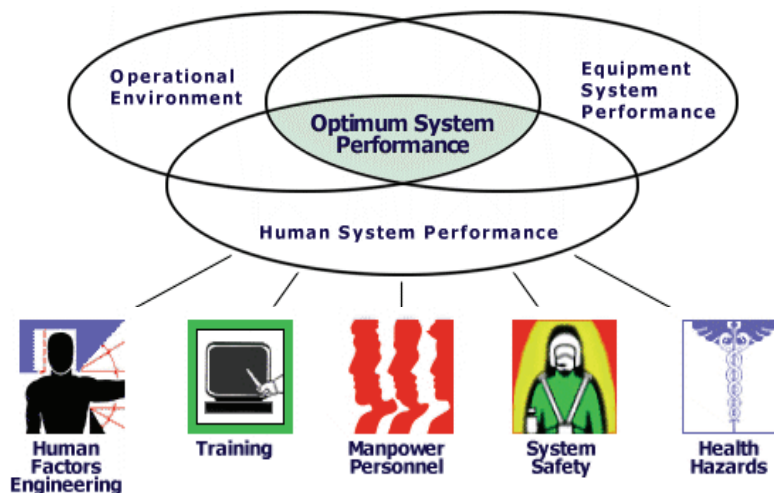 Operational
Environment
Equipment
System
Performance
Optimum System
Performance
Human System Performance
Human
Factors
Engineering
Training
Manpower
Personnel
System
Safety
Health
Hazards